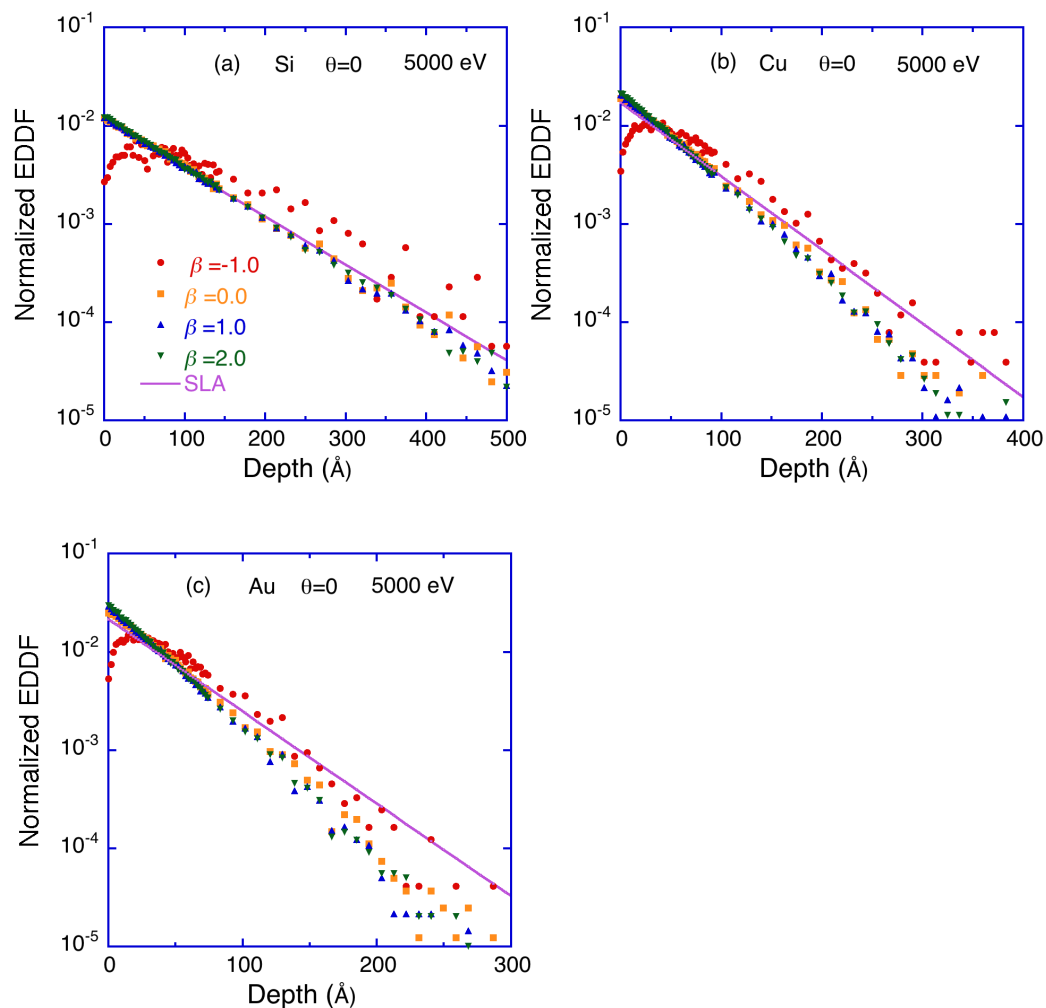 (a) Si θ=0 5000 eV
Normalized EDDF
10⁻¹
10⁻²
10⁻³
10⁻⁴
10⁻⁵
β=-1.0
β=0.0
β=1.0
β=2.0
SLA
0 100 200 300 400 500
Depth (Å)
(b) Cu θ=0 5000 eV
Normalized EDDF
10⁻¹
10⁻²
10⁻³
10⁻⁴
10⁻⁵
0 100 200 300 400
Depth (Å)
(c) Au θ=0 5000 eV
Normalized EDDF
10⁻¹
10⁻²
10⁻³
10⁻⁴
10⁻⁵
0 100 200 300
Depth (Å)